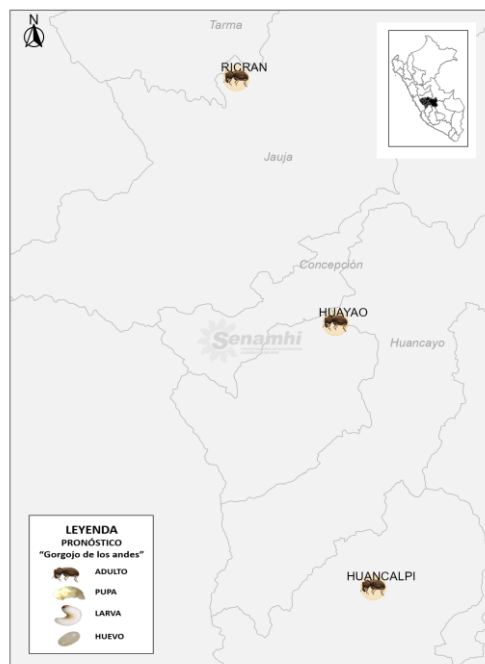 N
Tarma
RICRAN
Jauja
Concepción
HUAYAO
Senamhi
Huancayo
HUANCALPI
LEYENDA
PRONÓSTICO
"Gorgojo de los andes"
ADULTO
PUPA
LARVA
HUEVO